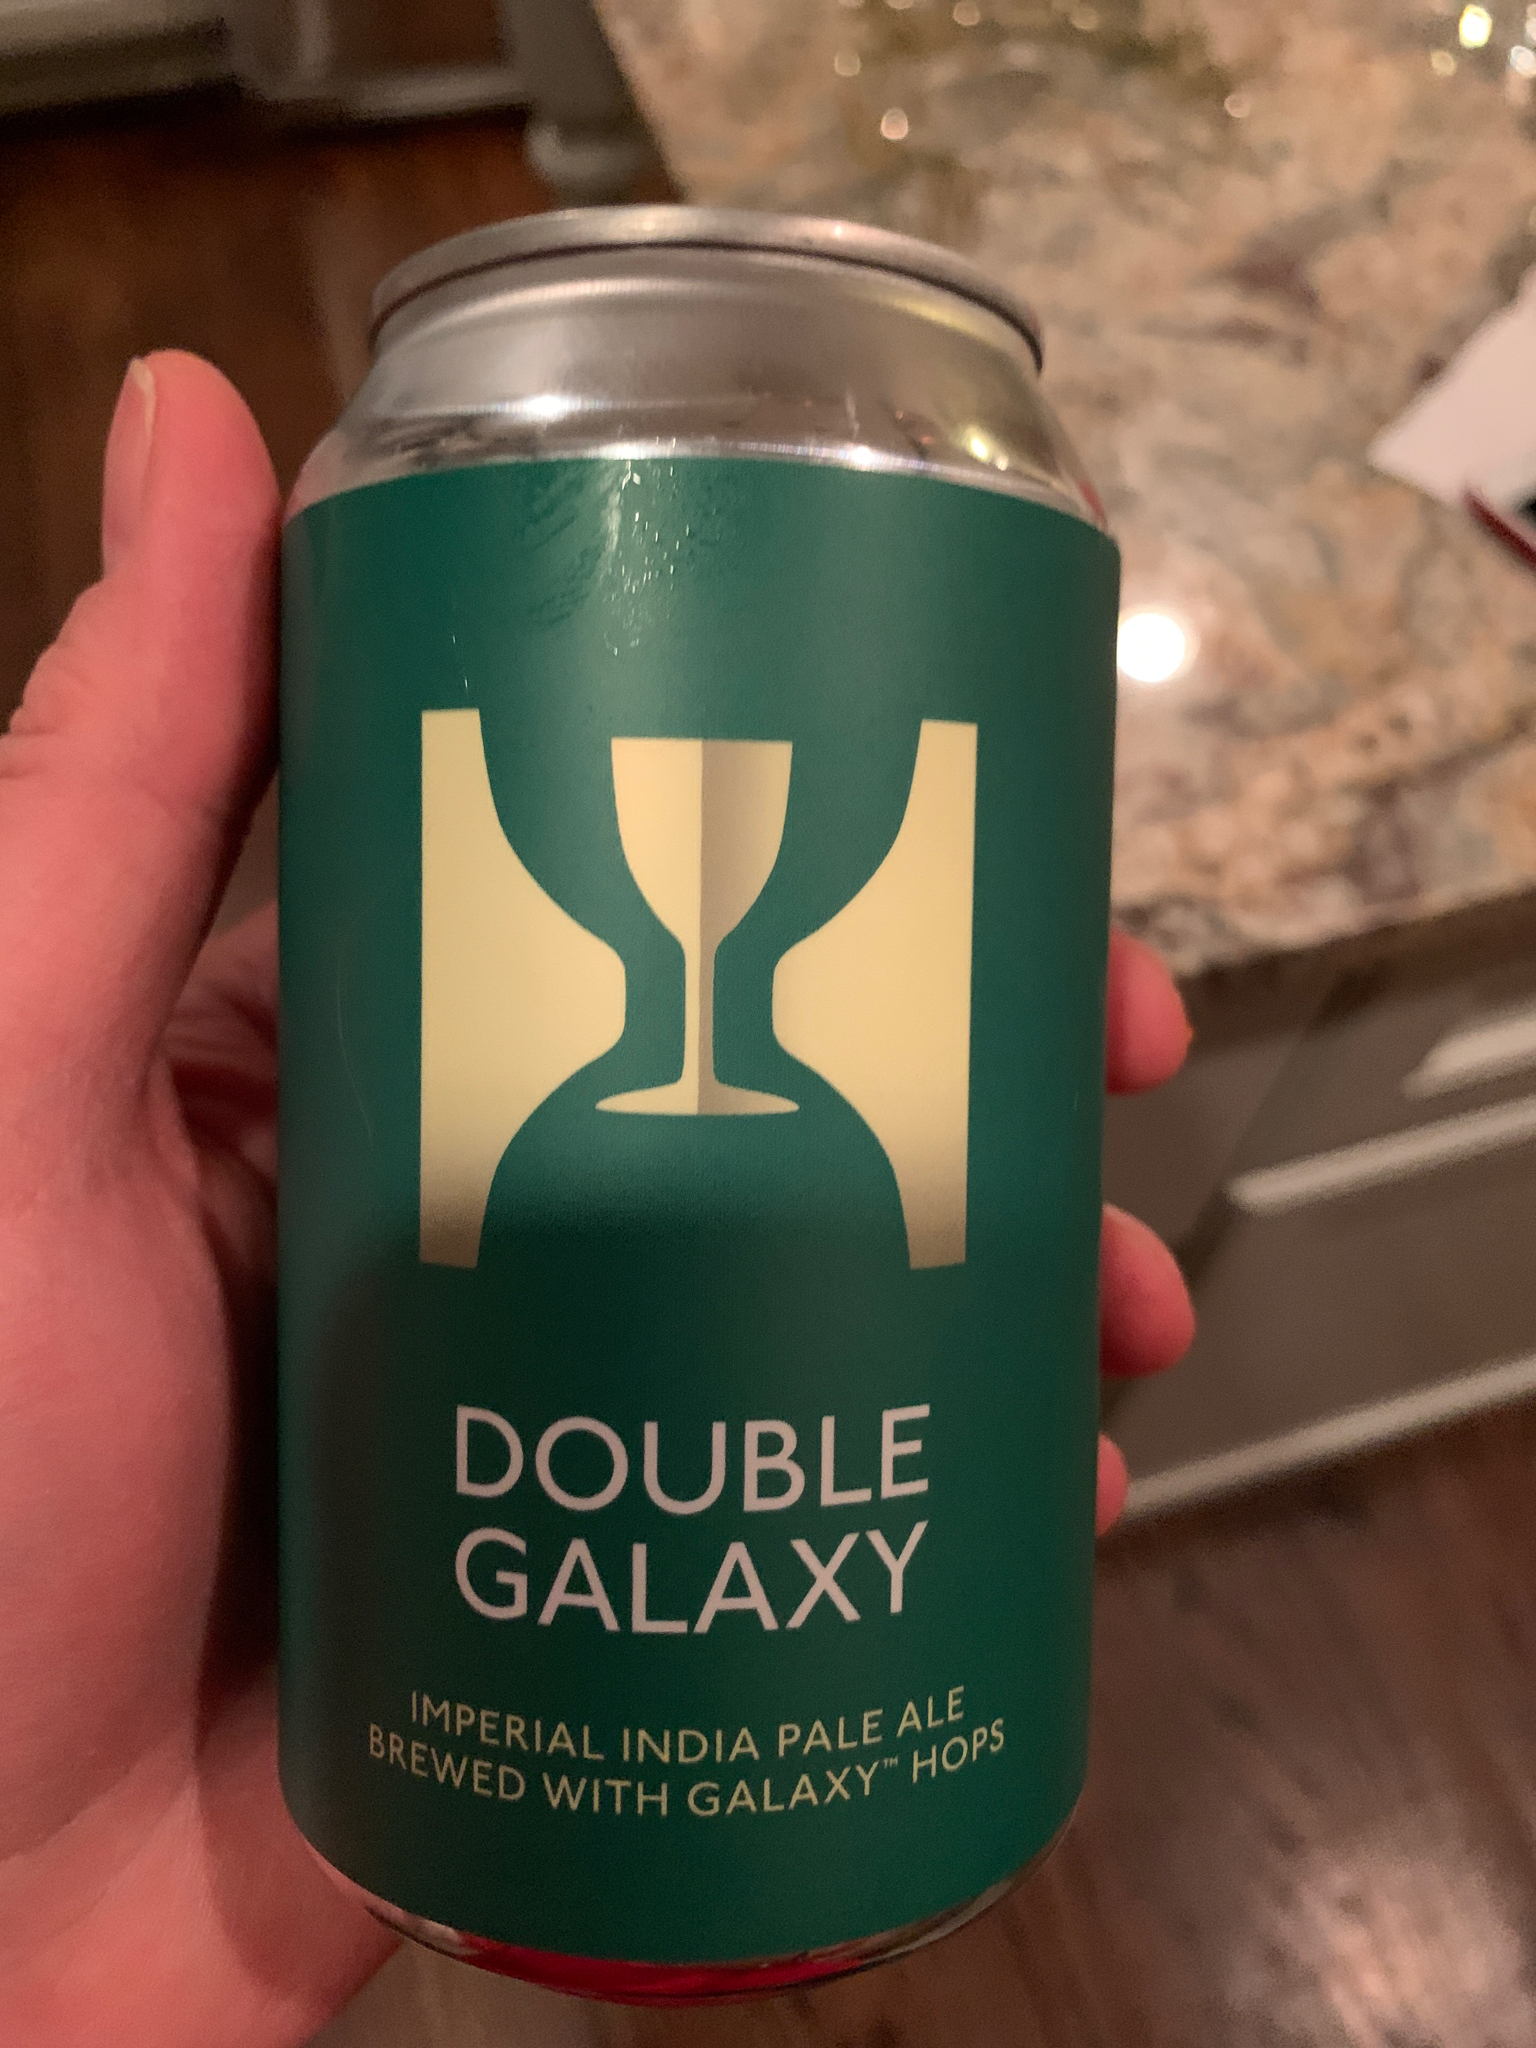 DOUBLE
GALAXY
IMPERIAL INDIA PALE ALE
BREWED WITH GALAXY™ HOPS